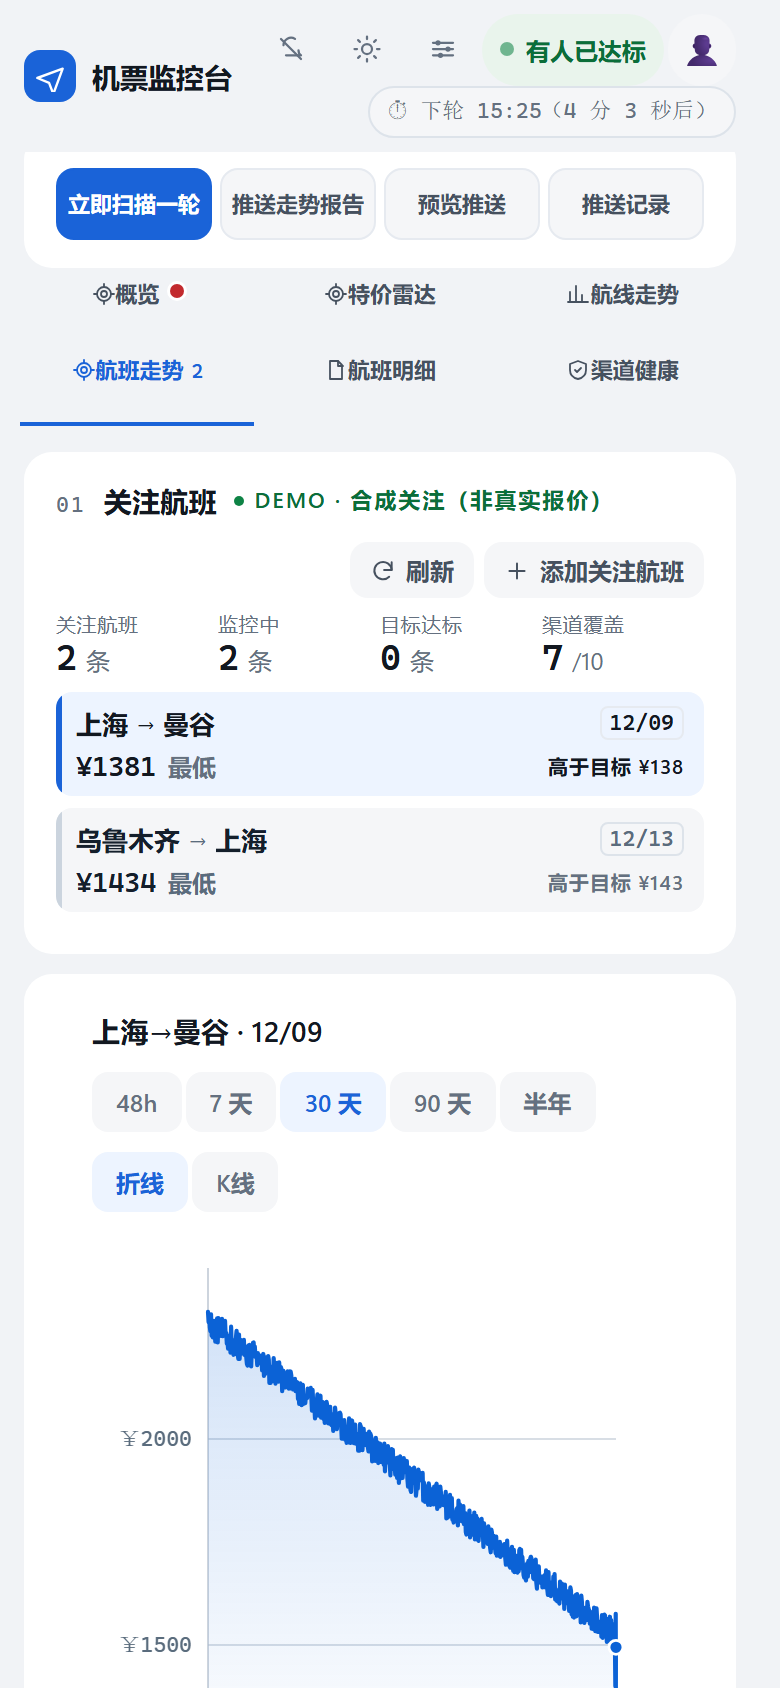 机票监控台
有人已达标
下轮 15:25（4 分 3 秒后）
立即扫描一轮 推送走势报告 预览推送 推送记录
概览 特价雷达 航线走势
航班走势 2 航班明细 渠道健康
01 关注航班 DEMO · 合成关注（非真实报价）
刷新 添加关注航班
关注航班 监控中 目标达标 渠道覆盖
2 条 2 条 0 条 7 /10
上海 → 曼谷 12/09
¥1381 最低 高于目标 ¥138
乌鲁木齐 → 上海 12/13
¥1434 最低 高于目标 ¥143
上海→曼谷 · 12/09
48h 7 天 30 天 90 天 半年
折线 K线
¥2000
¥1500